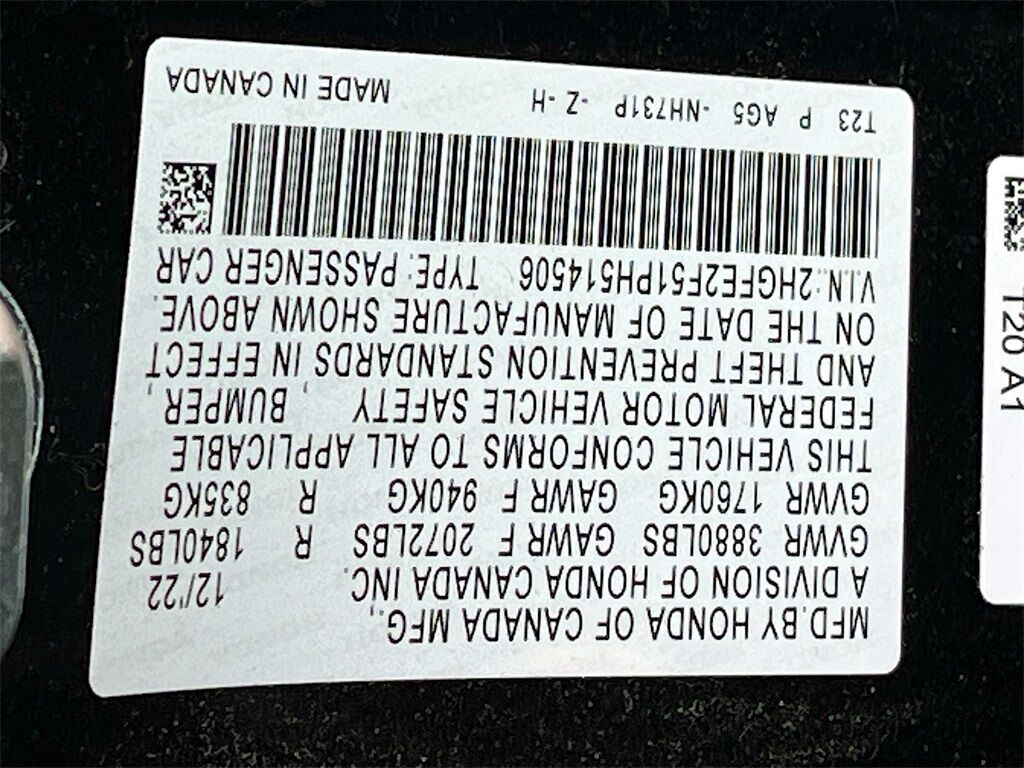 MFD.BY HONDA OF CANADA MFG.,
A DIVISION OF HONDA CANADA INC. 12/'22
GVWR 3880LBS GAWR F 2072LBS R 1840LBS
GVWR 1760KG GAWR F 940KG R 835KG
THIS VEHICLE CONFORMS TO ALL APPLICABLE
FEDERAL MOTOR VEHICLE SAFETY , BUMPER ,
AND THEFT PREVENTION STANDARDS IN EFFECT
ON THE DATE OF MANUFACTURE SHOWN ABOVE.
V.I.N.:2HGFE2F51PH514506 TYPE: PASSENGER CAR
T23 P AG5 -NH731P -Z -H MADE IN CANADA
T20 A1